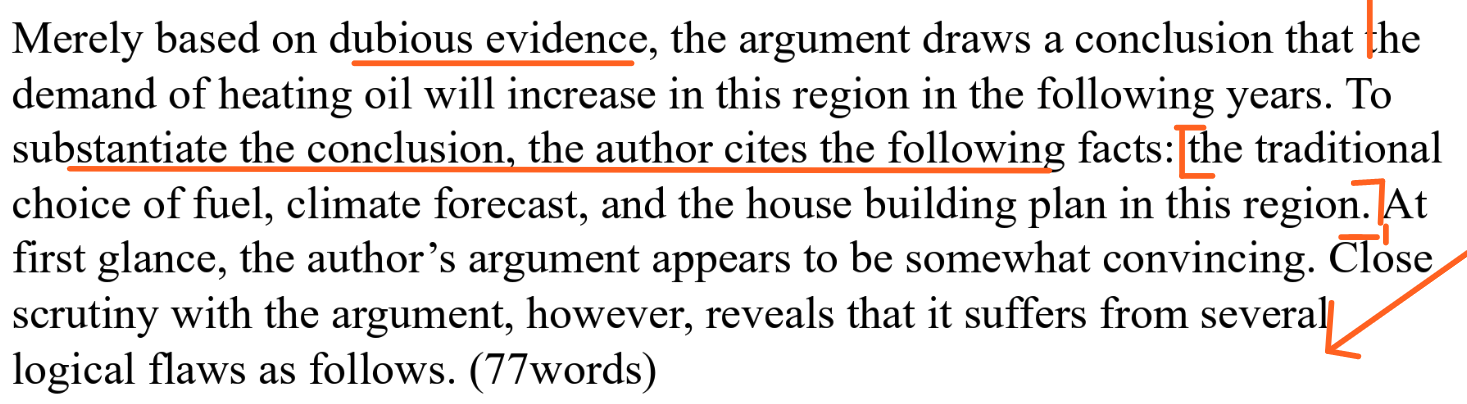 Merely based on dubious evidence, the argument draws a conclusion that the
demand of heating oil will increase in this region in the following years. To
substantiate the conclusion, the author cites the following facts: the traditional
choice of fuel, climate forecast, and the house building plan in this region. At
first glance, the author’s argument appears to be somewhat convincing. Close
scrutiny with the argument, however, reveals that it suffers from several
logical flaws as follows. (77words)